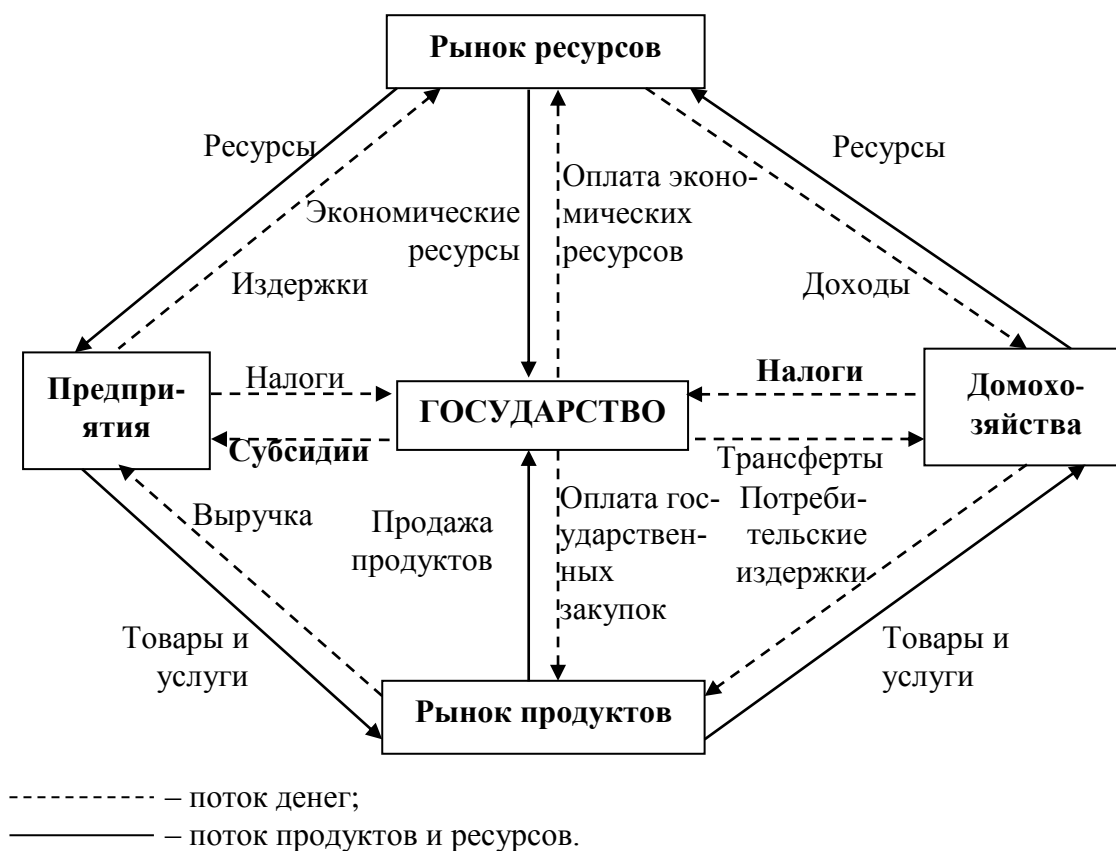 Рынок ресурсов
Ресурсы
Ресурсы
Экономические
ресурсы
Оплата эконо-
мических
ресурсов
Издержки
Доходы
Предпри-
ятия
Налоги
ГОСУДАРСТВО
Налоги
Домохо-
зяйства
Субсидии
Трансферты
Выручка
Продажа
продуктов
Оплата гос-
ударствен-
ных
закупок
Потреби-
тельские
издержки
Товары и
услуги
Товары и
услуги
Рынок продуктов
– поток денег;
– поток продуктов и ресурсов.